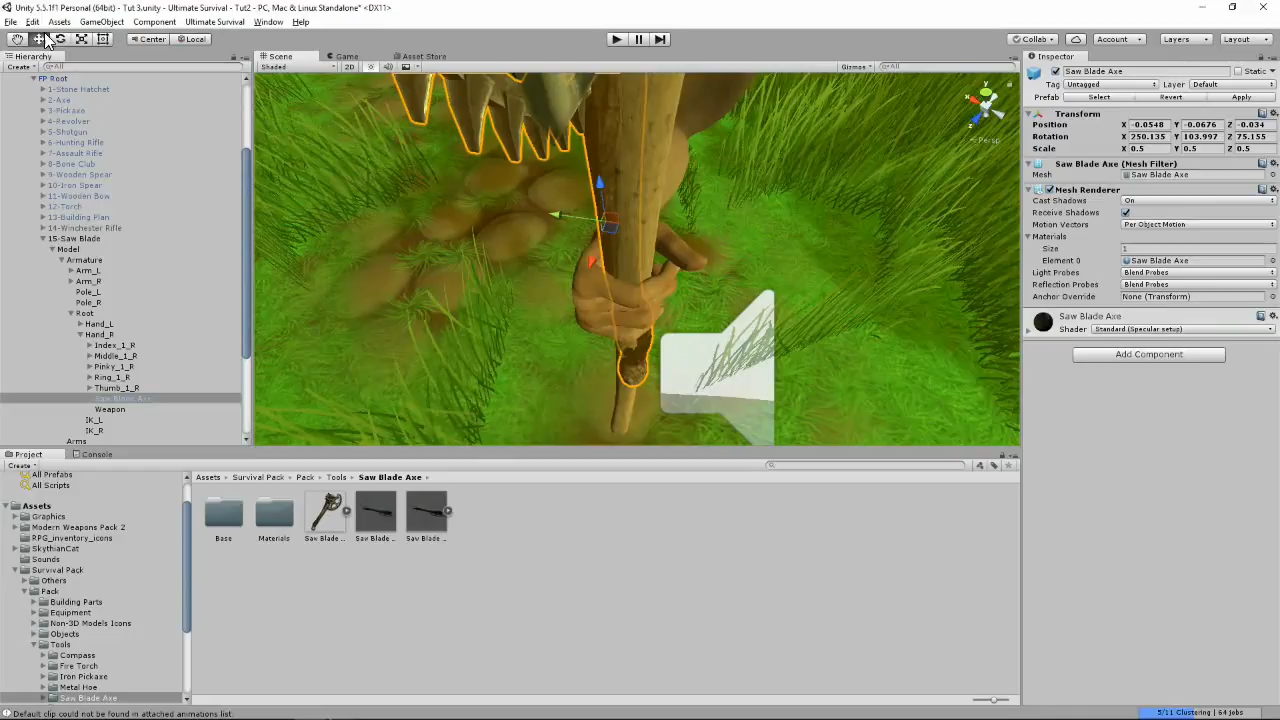 Unity 5.5.1f1 Personal (64bit) - Tut 3.unity - Ultimate Survival - Tut2 - PC, Mac & Linux Standalone* <DX11>
File Edit Assets GameObject Component Ultimate Survival Window Help
Center Local Collab Account Layers Layout
Hierarchy
Create All
FP Root
1-Stone Hatchet
2-Axe
3-Pickaxe
4-Revolver
5-Shotgun
6-Hunting Rifle
7-Assault Rifle
8-Bone Club
9-Wooden Spear
10-Iron Spear
11-Wooden Bow
12-Torch
13-Building Plan
14-Winchester Rifle
15-Saw Blade
Model
Armature
Arm_L
Arm_R
Pole_L
Pole_R
Root
Hand_L
Hand_R
Index_1_R
Middle_1_R
Pinky_1_R
Ring_1_R
Thumb_1_R
Saw Blade Axe
Weapon
IK_L
IK_R
Arms
Scene Game Asset Store
Shaded 2D Gizmos All
y
x
z
Persp
Inspector
Saw Blade Axe Static
Tag Untagged Layer Default
Prefab Select Revert Apply
Transform
Position X -0.0548 Y -0.0676 Z -0.034
Rotation X 250.135 Y 103.997 Z 75.155
Scale X 0.5 Y 0.5 Z 0.5
Saw Blade Axe (Mesh Filter)
Mesh Saw Blade Axe
Mesh Renderer
Cast Shadows On
Receive Shadows
Motion Vectors Per Object Motion
Materials
Size 1
Element 0 Saw Blade Axe
Light Probes Blend Probes
Reflection Probes Blend Probes
Anchor Override None (Transform)
Saw Blade Axe
Shader Standard (Specular setup)
Add Component
Project Console
Create
All Prefabs
All Scripts
Assets
Graphics
Modern Weapons Pack 2
RPG_inventory_icons
SkythianCat
Sounds
Survival Pack
Others
Pack
Building Parts
Equipment
Non-3D Models Icons
Objects
Tools
Compass
Fire Torch
Iron Pickaxe
Metal Hoe
Saw Blade Axe
Assets Survival Pack Pack Tools Saw Blade Axe
Base Materials Saw Blade ... Saw Blade ... Saw Blade ...
Default clip could not be found in attached animations list.
5/11 Clustering | 64 jobs